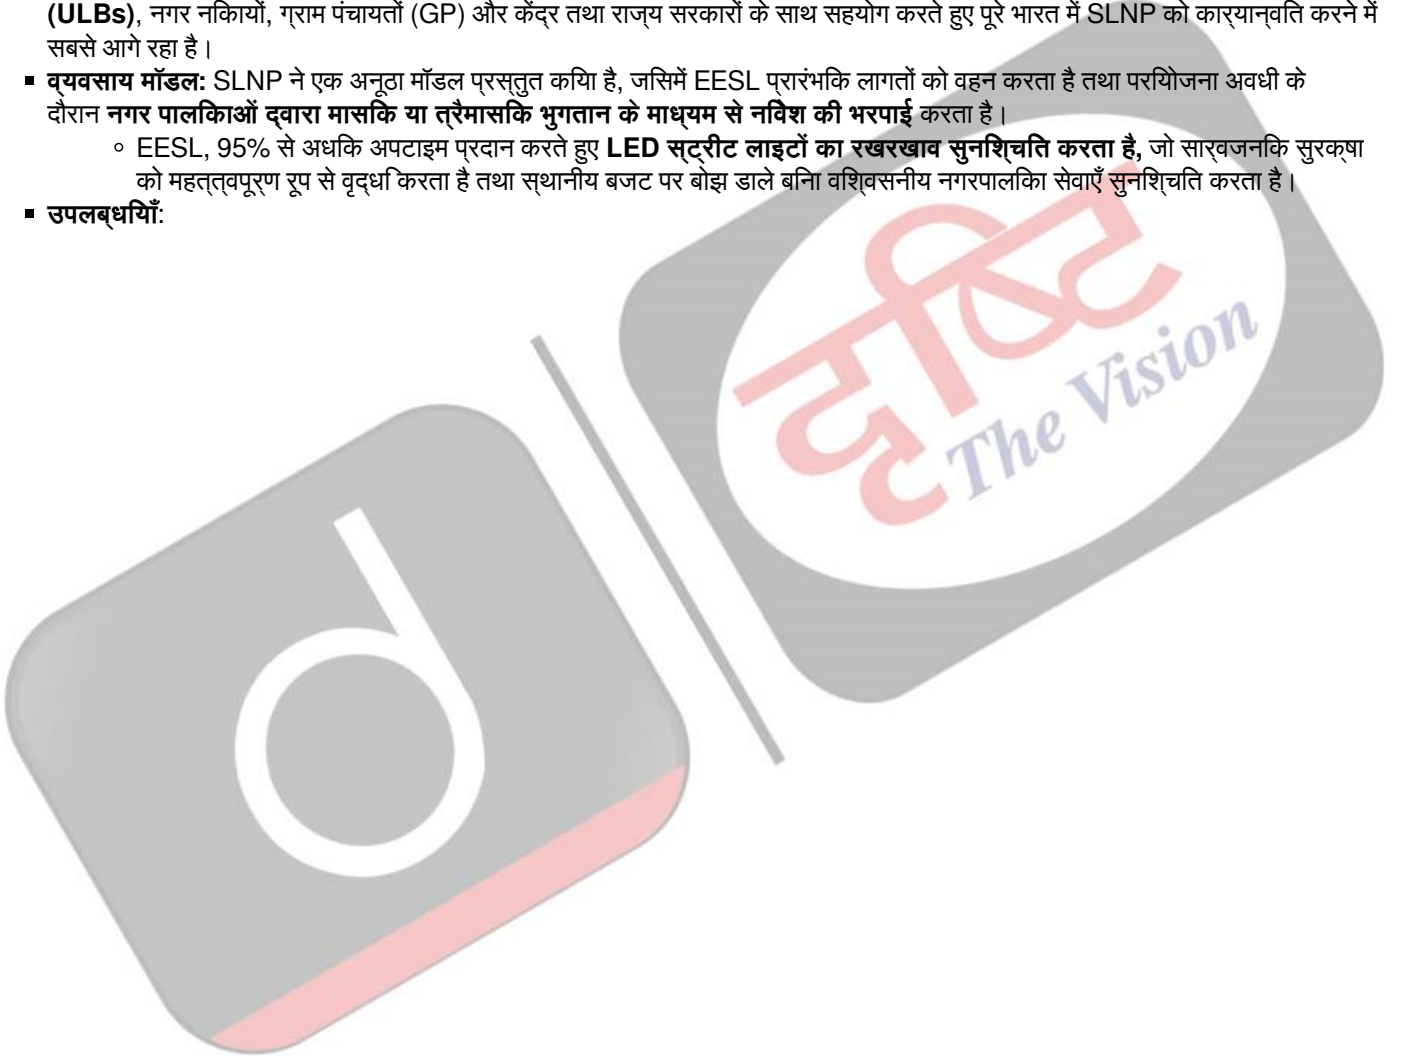 (ULBs), नगर निकायों, ग्राम पंचायतों (GP) और केंद्र तथा राज्य सरकारों के साथ सहयोग करते हुए पूरे भारत में SLNP को कार्यान्वित करने में
सबसे आगे रहा है।
▪ व्यवसाय मॉडल: SLNP ने एक अनूठा मॉडल प्रस्तुत किया है, जिसमें EESL प्रारंभिक लागतों को वहन करता है तथा परियोजना अवधी के
दौरान नगर पालिकाओं द्वारा मासिक या त्रैमासिक भुगतान के माध्यम से निवेश की भरपाई करता है।
○ EESL, 95% से अधिक अपटाइम प्रदान करते हुए LED स्ट्रीट लाइटों का रखरखाव सुनिश्चित करता है, जो सार्वजनिक सुरक्षा
को महत्त्वपूर्ण रूप से वृद्धि करता है तथा स्थानीय बजट पर बोझ डाले बिना विश्वसनीय नगरपालिका सेवाएँ सुनिश्चित करता है।
▪ उपलब्धियाँ:
दृष्टि
The Vision
d